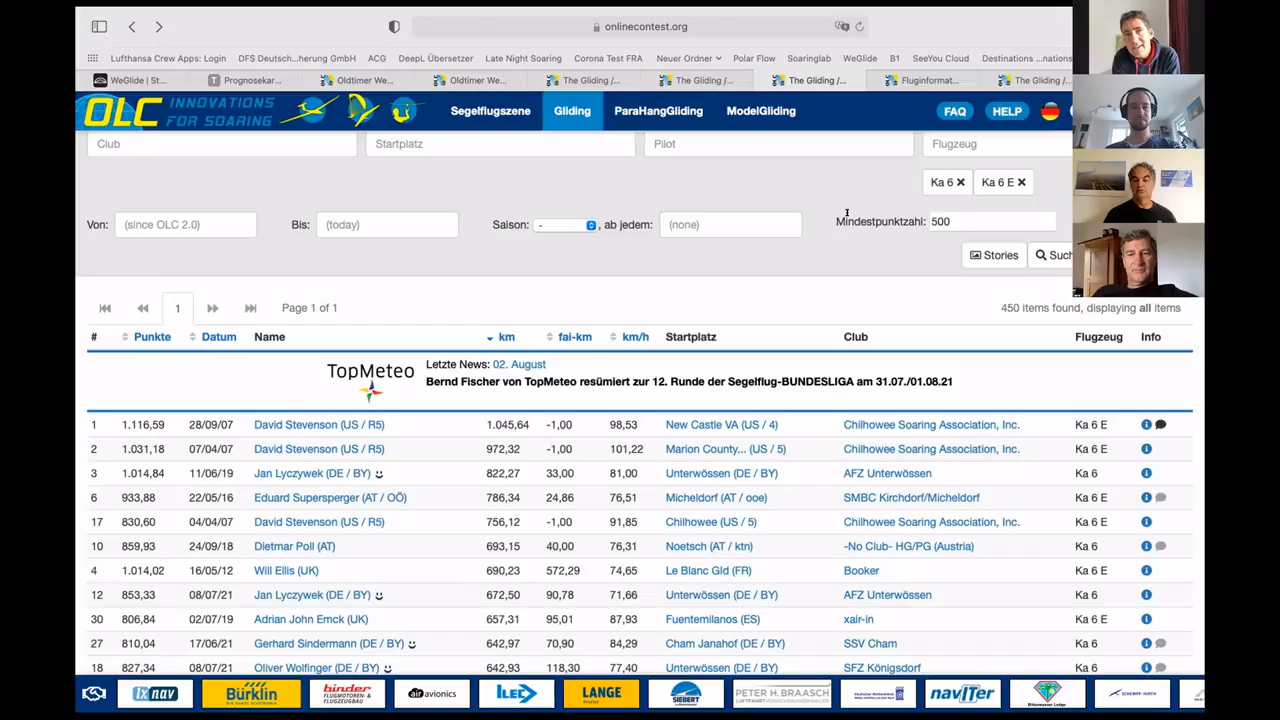 onlinecontest.org
Lufthansa Crew Apps: Login DFS Deutsch...herung GmbH ACG DeepL Übersetzer Late Night Soaring Corona Test FRA Neuer Ordner Polar Flow Soaringlab WeGlide B1 SeeYou Cloud Destinations ...nations
WeGlide | St... Prognosekar... Oldtimer We... Oldtimer We... The Gliding /... The Gliding /... The Gliding /... Fluginformat... The Gliding /...
OLC INNOVATIONS FOR SOARING Segelflugszene Gliding ParaHangGliding ModelGliding FAQ HELP
Club Startplatz Pilot Flugzeug
Ka 6 ✖ Ka 6 E ✖
Von: (since OLC 2.0) Bis: (today) Saison: - , ab jedem: (none) Mindestpunktzahl: 500
Stories Such
1 Page 1 of 1 450 items found, displaying all items
# Punkte Datum Name km fai-km km/h Startplatz Club Flugzeug Info
TopMeteo Letzte News: 02. August
Bernd Fischer von TopMeteo resümiert zur 12. Runde der Segelflug-BUNDESLIGA am 31.07./01.08.21
1 1.116,59 28/09/07 David Stevenson (US / R5) 1.045,64 -1,00 98,53 New Castle VA (US / 4) Chilhowee Soaring Association, Inc. Ka 6 E
2 1.031,18 07/04/07 David Stevenson (US / R5) 972,32 -1,00 101,22 Marion County... (US / 5) Chilhowee Soaring Association, Inc. Ka 6 E
3 1.014,84 11/06/19 Jan Lyczywek (DE / BY) 822,27 33,00 81,00 Unterwössen (DE / BY) AFZ Unterwössen Ka 6
6 933,88 22/05/16 Eduard Supersperger (AT / OÖ) 786,34 24,86 76,51 Micheldorf (AT / ooe) SMBC Kirchdorf/Micheldorf Ka 6 E
17 830,60 04/04/07 David Stevenson (US / R5) 756,12 -1,00 91,85 Chilhowee (US / 5) Chilhowee Soaring Association, Inc. Ka 6 E
10 859,93 24/09/18 Dietmar Poll (AT) 693,15 40,00 76,31 Noetsch (AT / ktn) -No Club- HG/PG (Austria) Ka 6
4 1.014,02 16/05/12 Will Ellis (UK) 690,23 572,29 74,65 Le Blanc Gld (FR) Booker Ka 6 E
12 853,33 08/07/21 Jan Lyczywek (DE / BY) 672,50 90,78 71,66 Unterwössen (DE / BY) AFZ Unterwössen Ka 6
30 806,84 02/07/19 Adrian John Emck (UK) 657,31 95,01 87,93 Fuentemilanos (ES) xair-in Ka 6 E
27 810,04 17/06/21 Gerhard Sindermann (DE / BY) 642,97 70,90 84,29 Cham Janahof (DE / BY) SSV Cham Ka 6
18 827,34 08/07/21 Oliver Wolfinger (DE / BY) 642,93 118,30 77,40 Unterwössen (DE / BY) SFZ Königsdorf Ka 6
lxnav Bürklin binder FLUGMOTOREN- & FLUGZEUGBAU air avionics ILEC LANGE SIEBERT PETER H. BRAASCH naviter